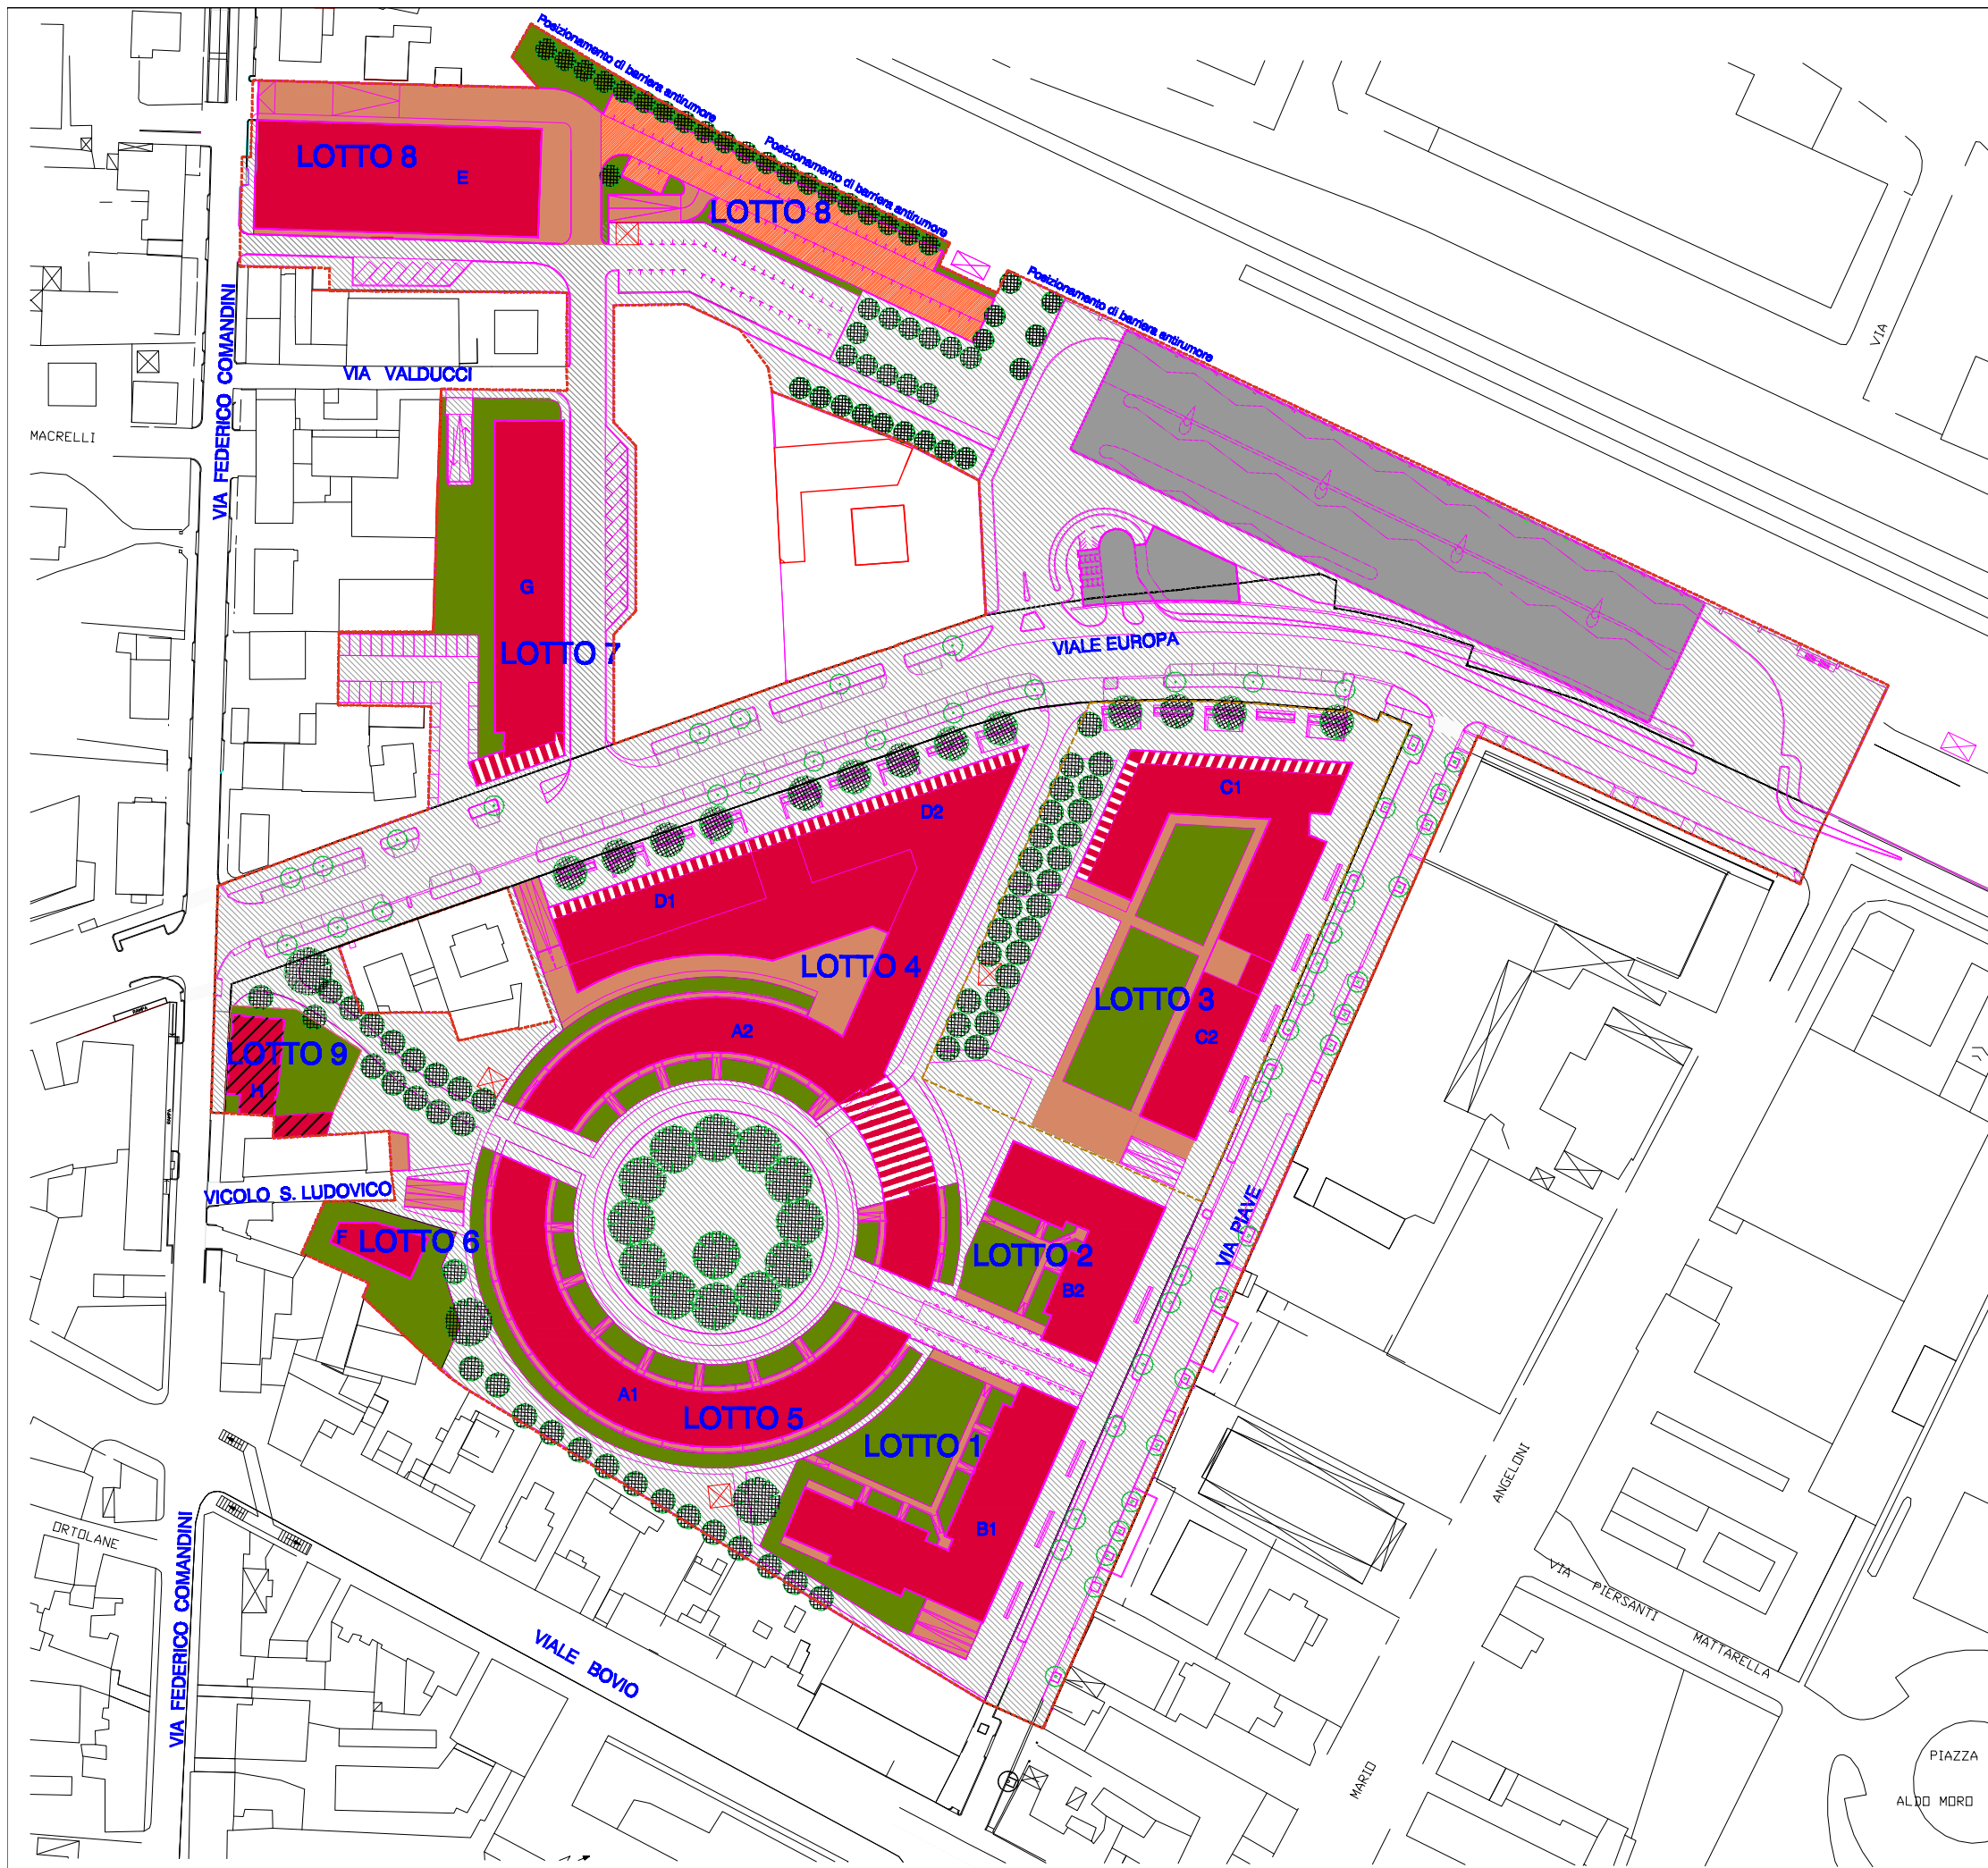 Posizionamento di barriera antirumore
Posizionamento di barriera antirumore
LOTTO 8
E
LOTTO 8
Posizionamento di barriera antirumore
VIA
VIA FEDERICO COMANDINI
VIA VALDUCCI
MACRELLI
G
LOTTO 7
VIALE EUROPA
C1
D2
D1
LOTTO 4
LOTTO 3
A2
C2
LOTTO 9
H
VICOLO S. LUDOVICO
F
LOTTO 6
LOTTO 2
B2
VIA PIAVE
A1
LOTTO 5
LOTTO 1
B1
ANGELONI
ORTOLANE
VIA FEDERICO COMANDINI
VIALE BOVIO
VIA PIERSANTI
MATTARELLA
MARIO
PIAZZA
ALDO MORO